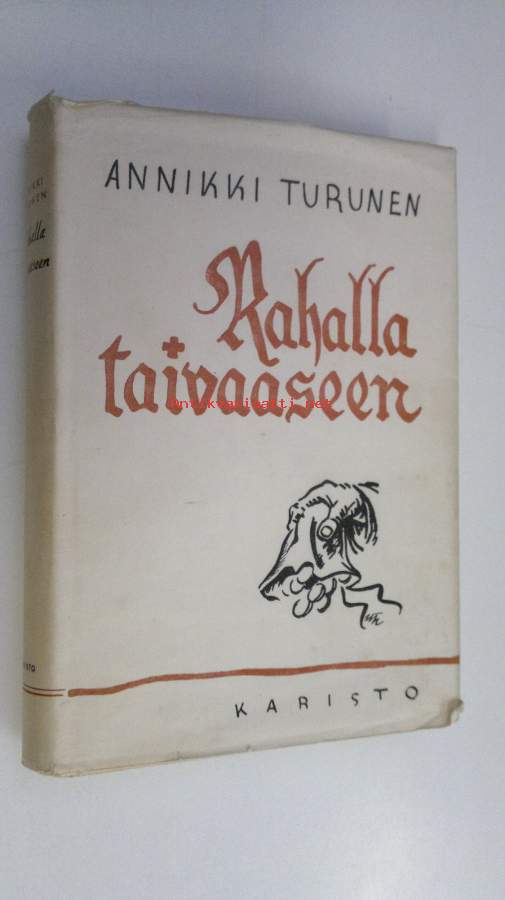 ANNIKKI TURUNEN
Rahalla
taivaaseen
Antikvariaatti.net
KARISTO